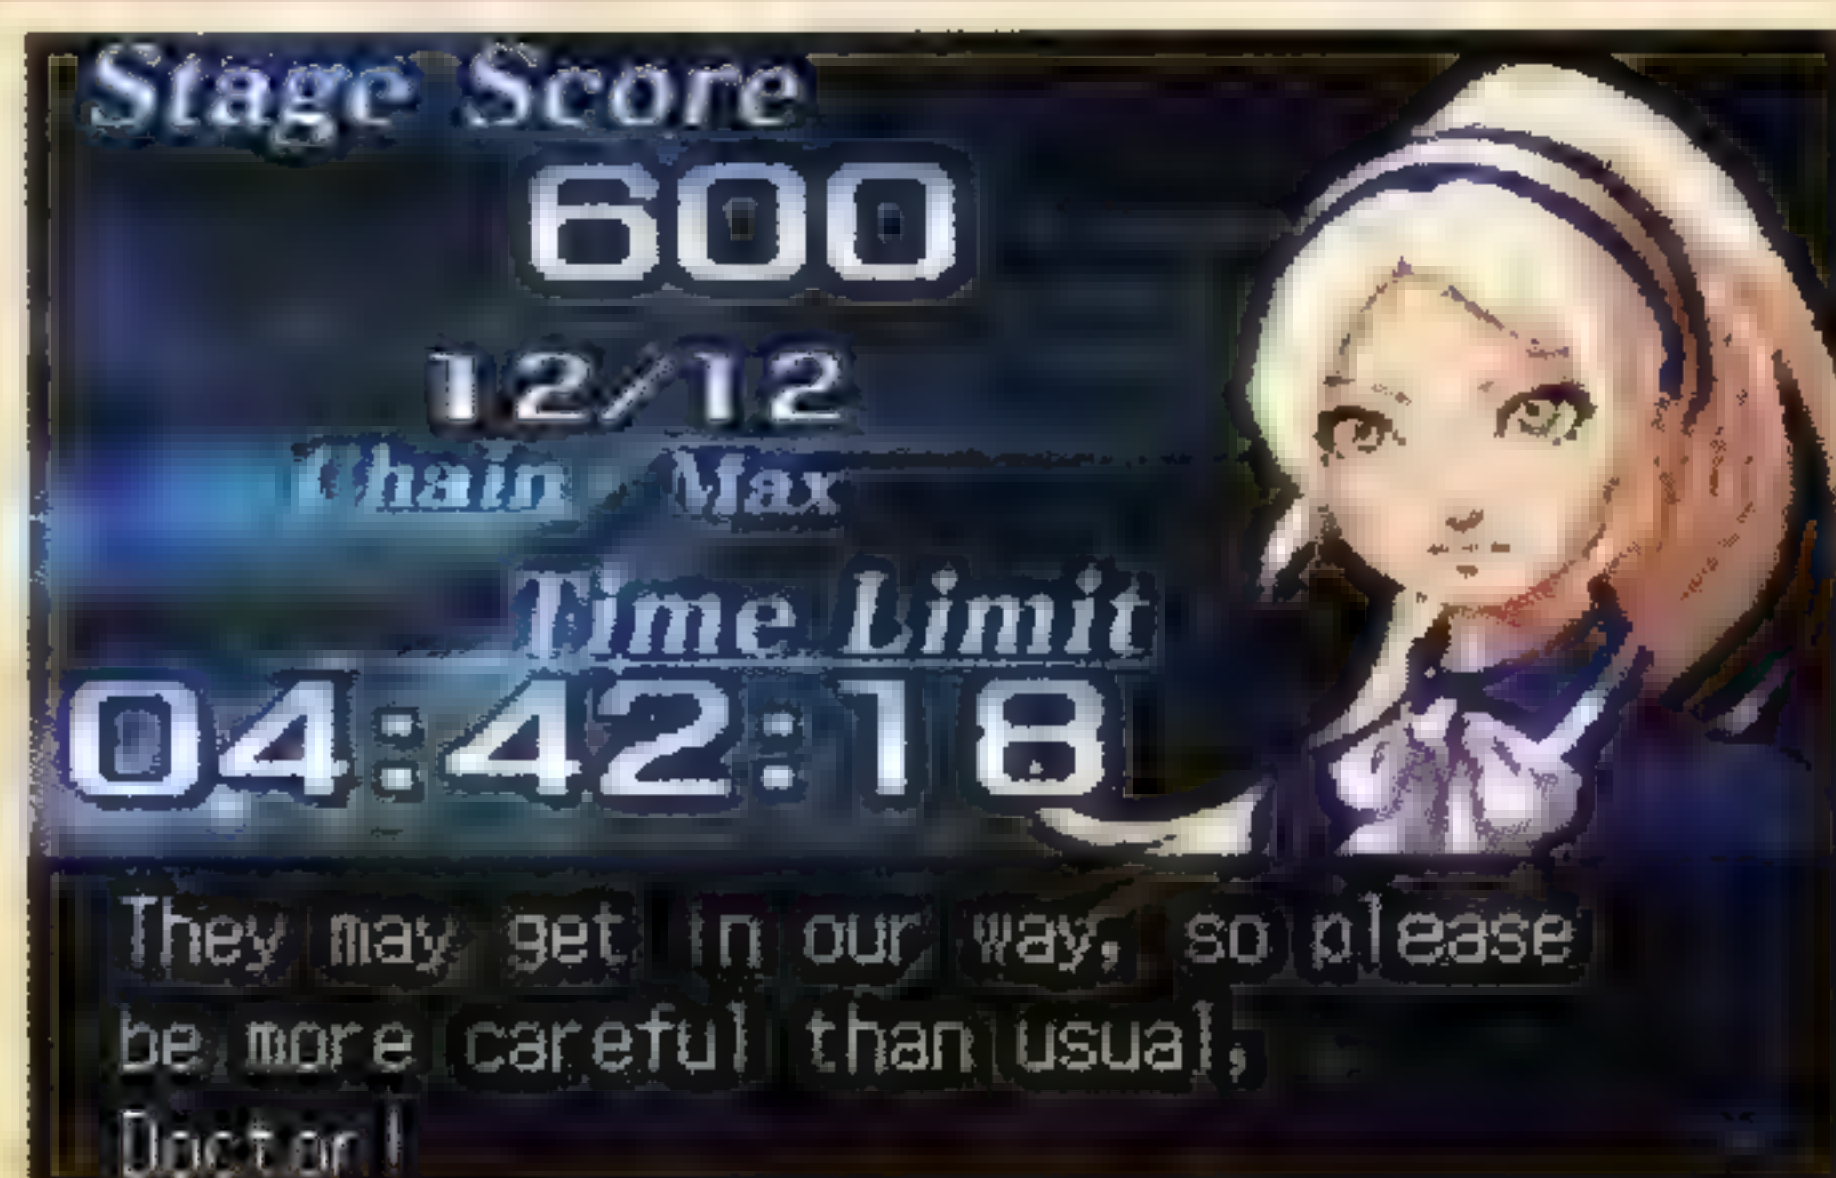 Stage Score
600
12/12
Chain / Max
Time Limit
04:42:18
They may get in our way, so please
be more careful than usual,
Doctor!